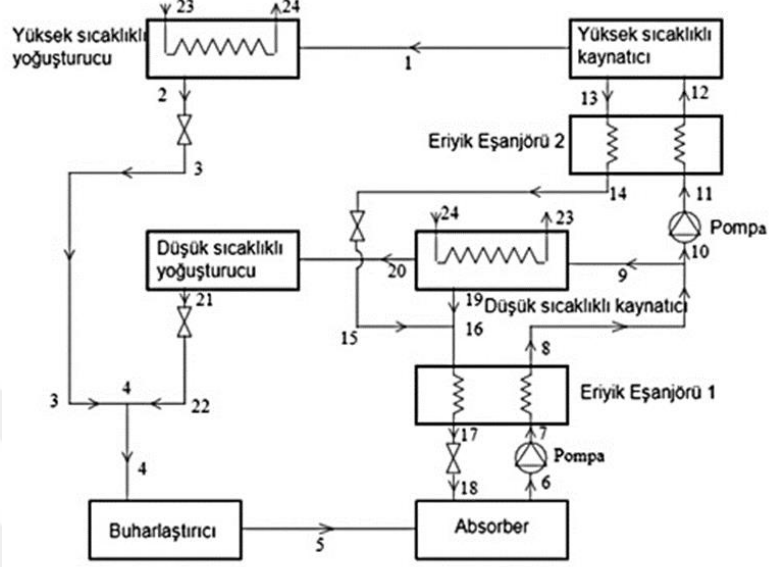 23
24
Yüksek sıcaklıklı
yoğuşturucu
1
Yüksek sıcaklıklı
kaynatıcı
2
13
12
Eriyik Eşanjörü 2
3
14
11
24
23
Pompa
Düşük sıcaklıklı
yoğuşturucu
20
9
10
21
19
Düşük sıcaklıklı kaynatıcı
15
16
8
3
4
22
Eriyik Eşanjörü 1
17
7
4
Pompa
18
6
Buharlaştırıcı
5
Absorber